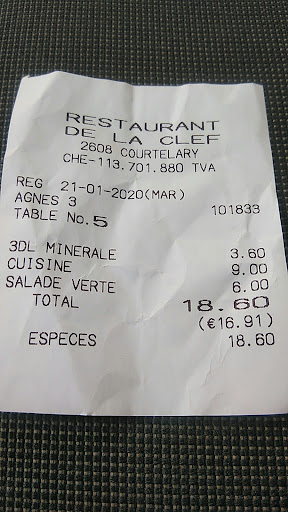 RESTAURANT
DE LA CLEF
2608 COURTELARY
CHE-113.701.880 TVA
REG 21-01-2020(MAR)
AGNES 3 101833
TABLE No.5
3DL MINERALE 3.60
CUISINE 9.00
SALADE VERTE 6.00
TOTAL 18.60
(€16.91)
ESPECES 18.60